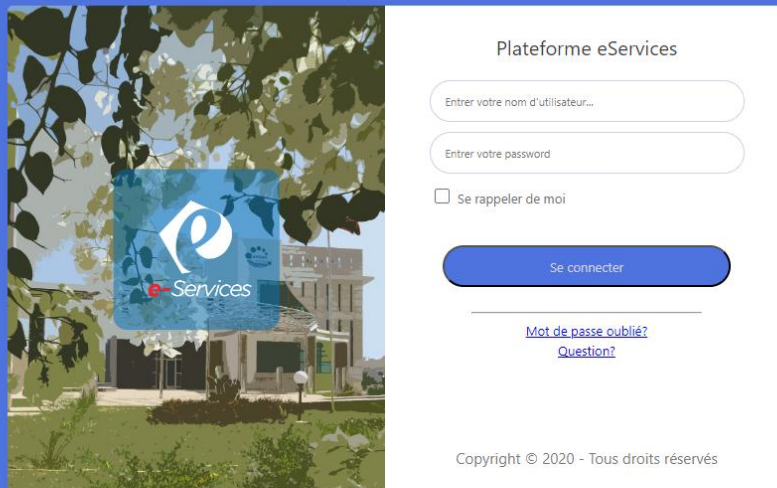 e-Services
Plateforme eServices
Entrer votre nom d'utilisateur...
Entrer votre password
Se rappeler de moi
Se connecter
Mot de passe oublié?
Question?
Copyright © 2020 - Tous droits réservés